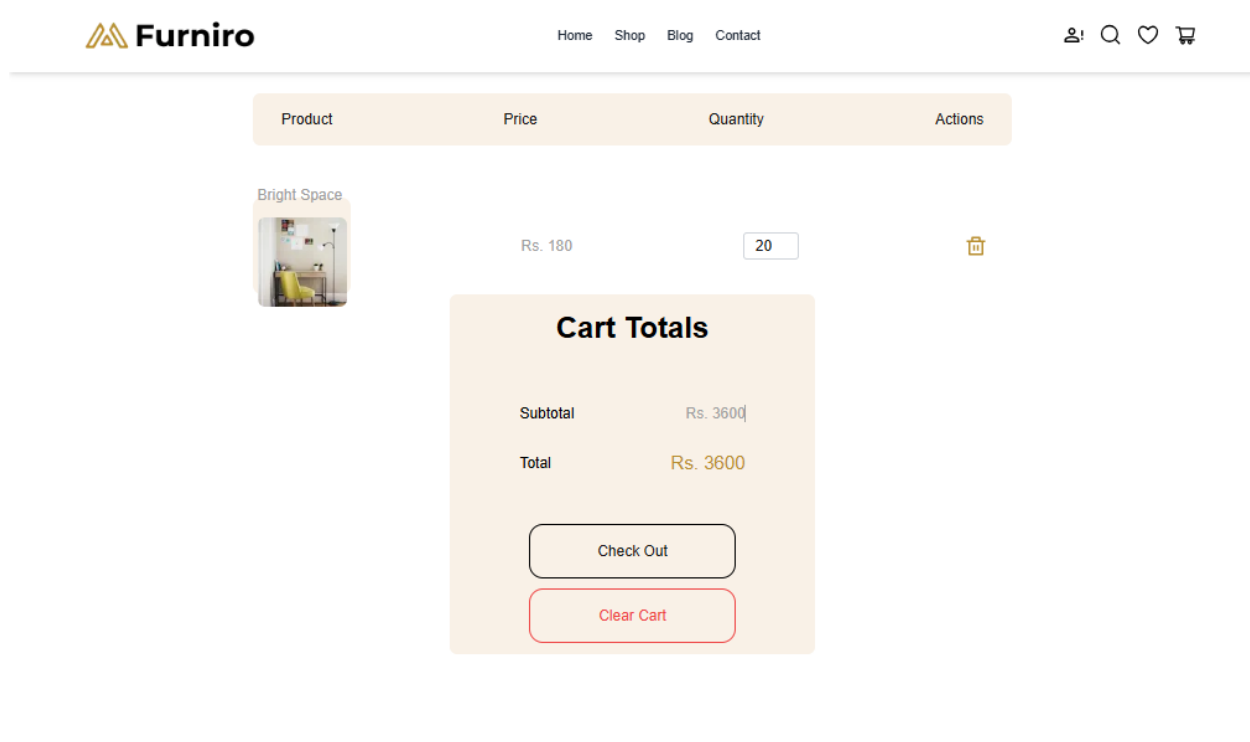 Furniro Home Shop Blog Contact
Product Price Quantity Actions
Bright Space
Rs. 180 20
Cart Totals
Subtotal Rs. 3600
Total Rs. 3600
Check Out
Clear Cart